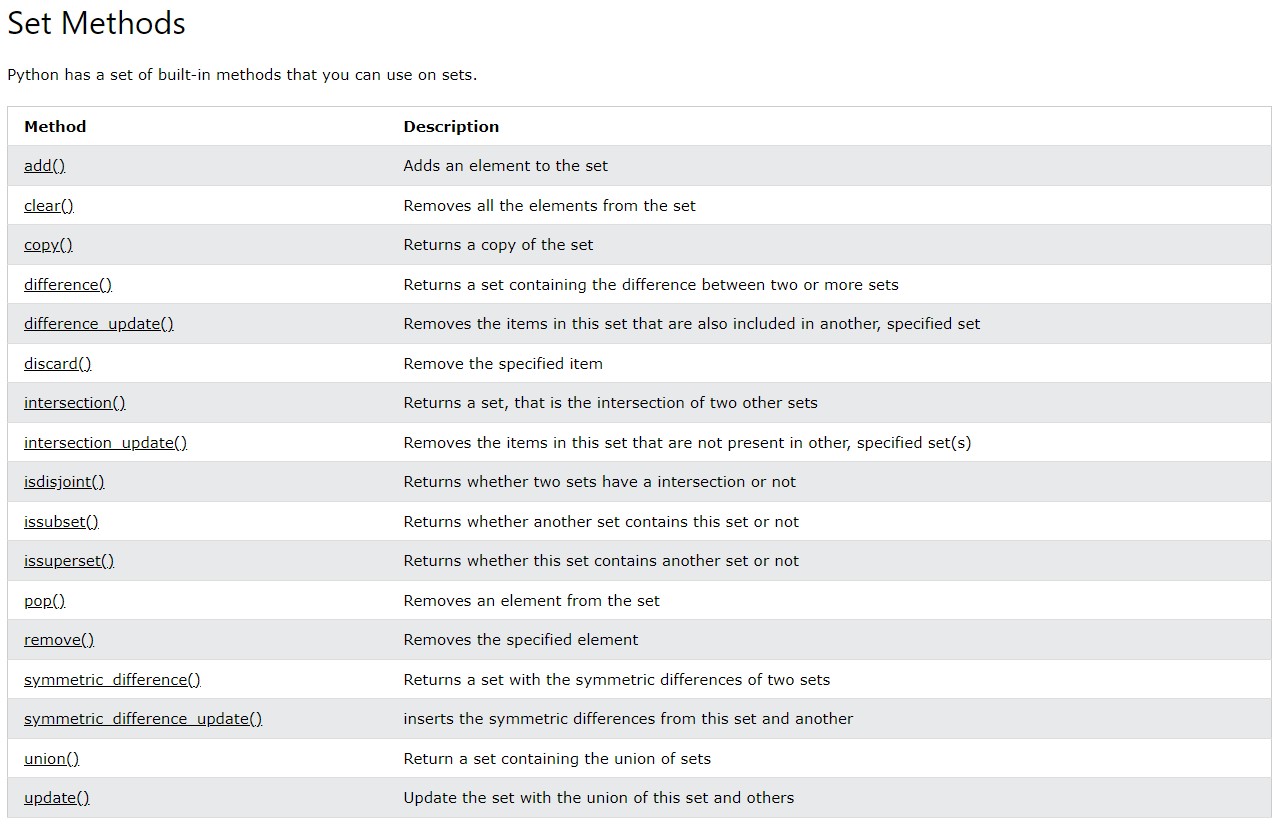 Set Methods
Python has a set of built-in methods that you can use on sets.
Method Description
add() Adds an element to the set
clear() Removes all the elements from the set
copy() Returns a copy of the set
difference() Returns a set containing the difference between two or more sets
difference_update() Removes the items in this set that are also included in another, specified set
discard() Remove the specified item
intersection() Returns a set, that is the intersection of two other sets
intersection_update() Removes the items in this set that are not present in other, specified set(s)
isdisjoint() Returns whether two sets have a intersection or not
issubset() Returns whether another set contains this set or not
issuperset() Returns whether this set contains another set or not
pop() Removes an element from the set
remove() Removes the specified element
symmetric_difference() Returns a set with the symmetric differences of two sets
symmetric_difference_update() inserts the symmetric differences from this set and another
union() Return a set containing the union of sets
update() Update the set with the union of this set and others